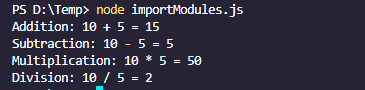 PS D:\Temp> node importModules.js
Addition: 10 + 5 = 15
Subtraction: 10 - 5 = 5
Multiplication: 10 * 5 = 50
Division: 10 / 5 = 2